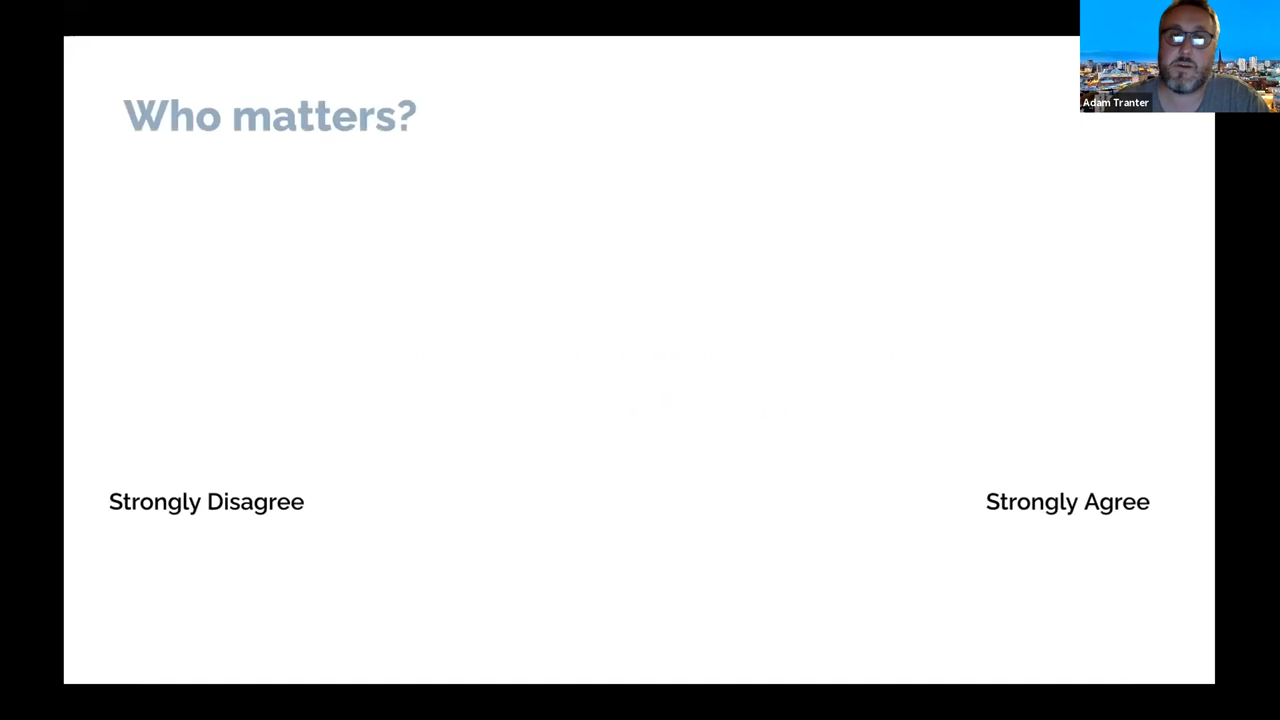 Who matters?
Adam Tranter
Strongly Disagree
Strongly Agree